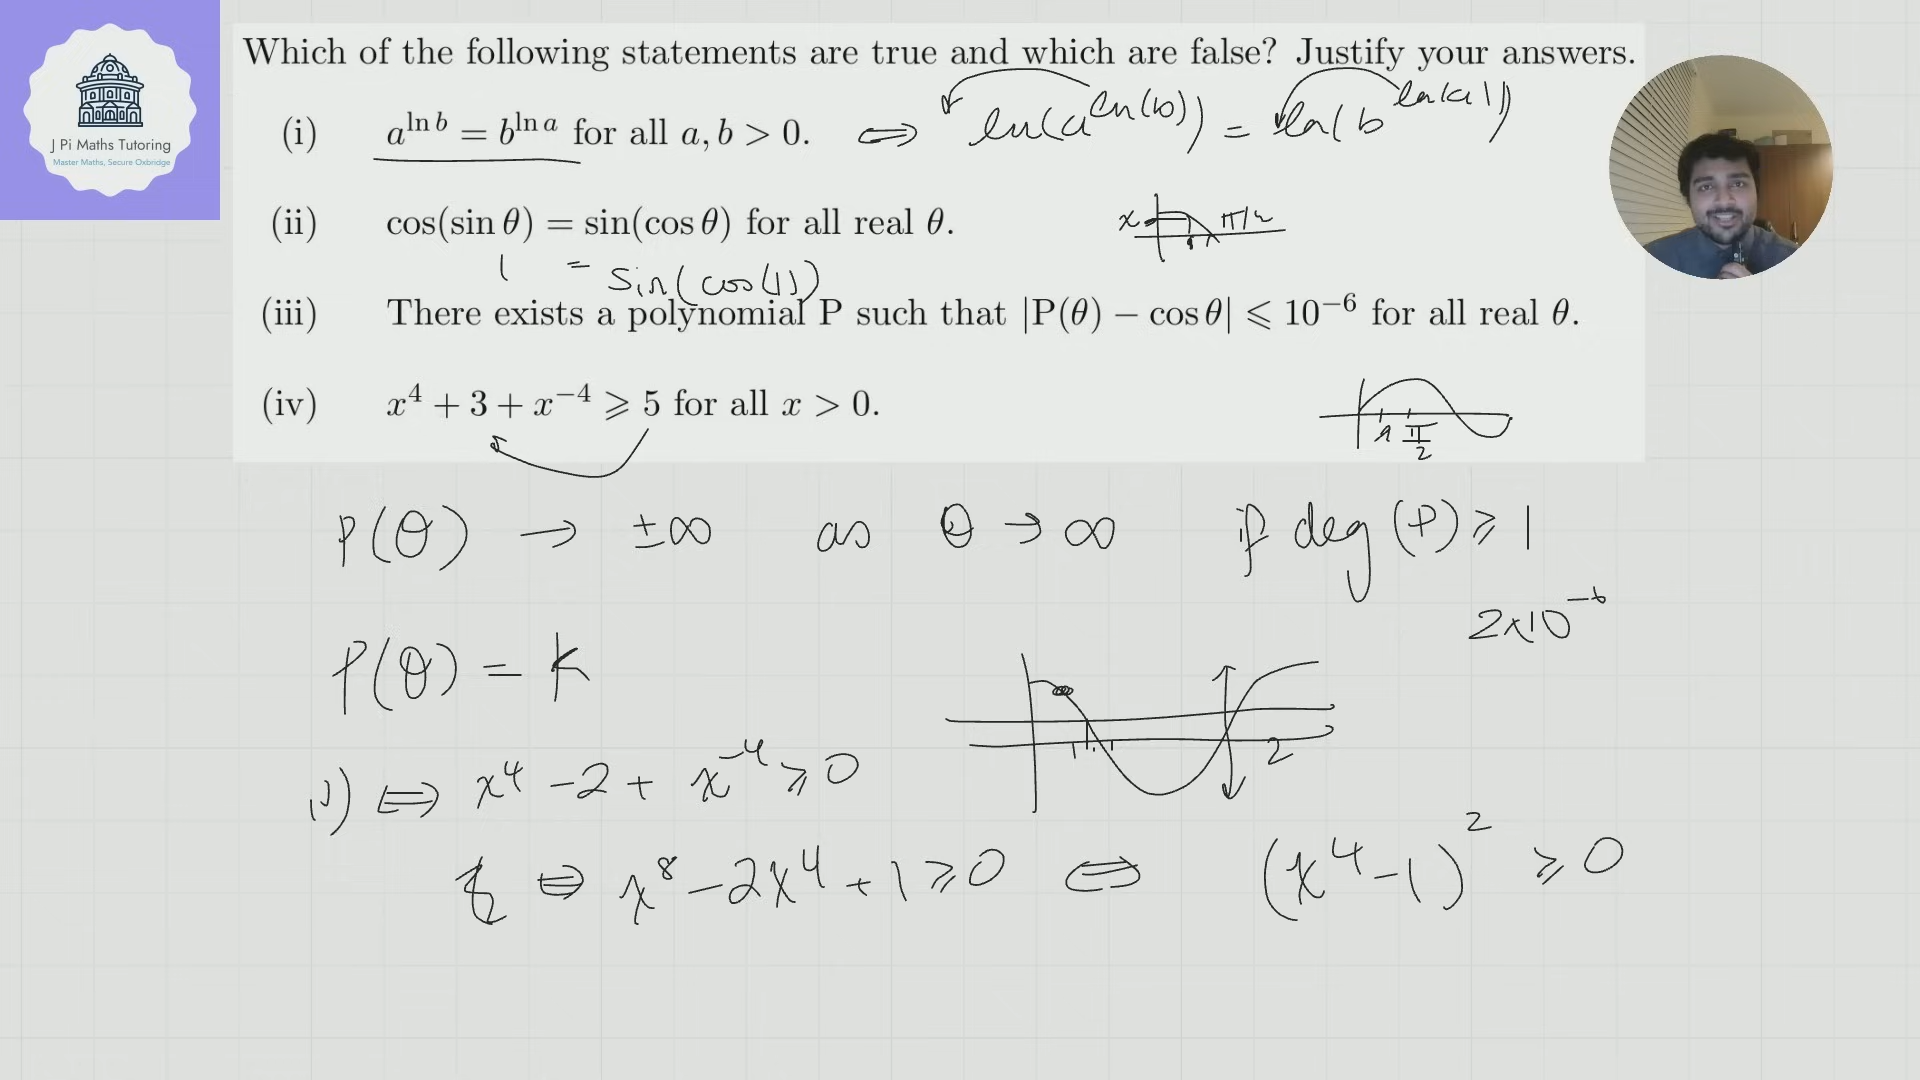 J Pi Maths Tutoring
Master Maths, Secure Oxbridge
Which of the following statements are true and which are false? Justify your answers.
(i) a^{ln b} = b^{ln a} for all a, b > 0. ⟺ ln(a^{ln(b)}) = ln(b^{ln(a)})
(ii) cos(sin θ) = sin(cos θ) for all real θ.
x π/2
1 = sin(cos(1))
(iii) There exists a polynomial P such that |P(θ) − cos θ| ⩽ 10^{−6} for all real θ.
(iv) x^4 + 3 + x^{−4} ⩾ 5 for all x > 0.
1 π/2
P(θ) → ±∞ as θ → ∞ if deg(P) ⩾ 1
2×10^{−6}
P(θ) = k
2
⟺ x^4 − 2 + x^{−4} ⩾ 0
⟺ x^8 − 2x^4 + 1 ⩾ 0 ⟺ (x^4 − 1)^2 ⩾ 0